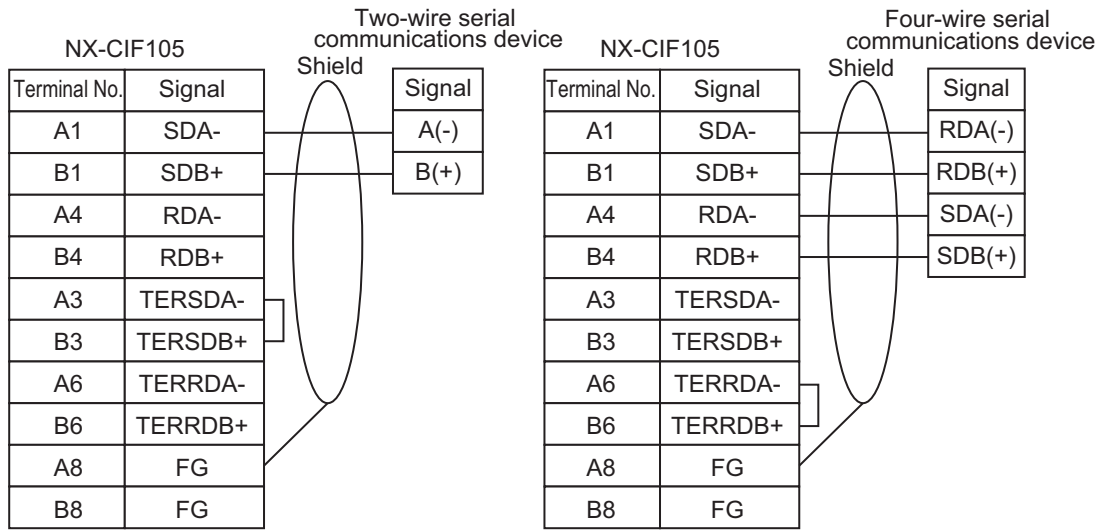 Two-wire serial
communications device
NX-CIF105
Shield
Terminal No. Signal Signal
A1 SDA- A(-)
B1 SDB+ B(+)
A4 RDA-
B4 RDB+
A3 TERSDA-
B3 TERSDB+
A6 TERRDA-
B6 TERRDB+
A8 FG
B8 FG
Four-wire serial
communications device
NX-CIF105
Shield
Terminal No. Signal Signal
A1 SDA- RDA(-)
B1 SDB+ RDB(+)
A4 RDA- SDA(-)
B4 RDB+ SDB(+)
A3 TERSDA-
B3 TERSDB+
A6 TERRDA-
B6 TERRDB+
A8 FG
B8 FG